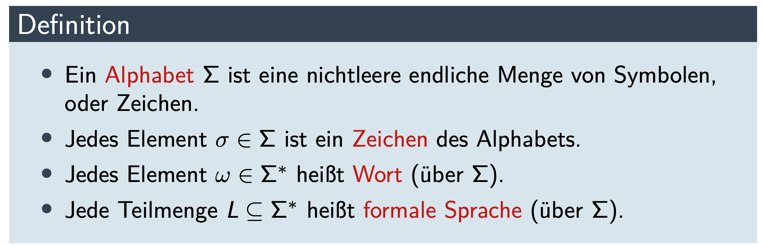 Definition
• Ein Alphabet Σ ist eine nichtleere endliche Menge von Symbolen,
oder Zeichen.
• Jedes Element σ ∈ Σ ist ein Zeichen des Alphabets.
• Jedes Element ω ∈ Σ* heißt Wort (über Σ).
• Jede Teilmenge L ⊆ Σ* heißt formale Sprache (über Σ).